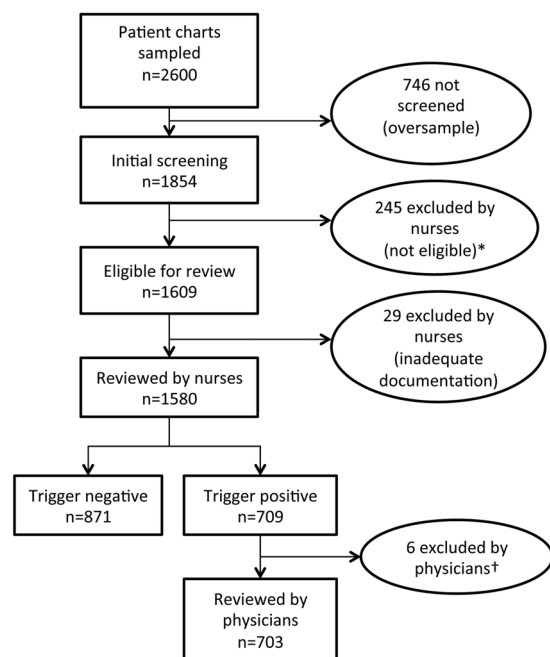 Patient charts
sampled
n=2600
746 not
screened
(oversample)
Initial screening
n=1854
245 excluded by
nurses
(not eligible)*
Eligible for review
n=1609
29 excluded by
nurses
(inadequate
documentation)
Reviewed by nurses
n=1580
Trigger negative
n=871
Trigger positive
n=709
6 excluded by
physicians†
Reviewed by
physicians
n=703